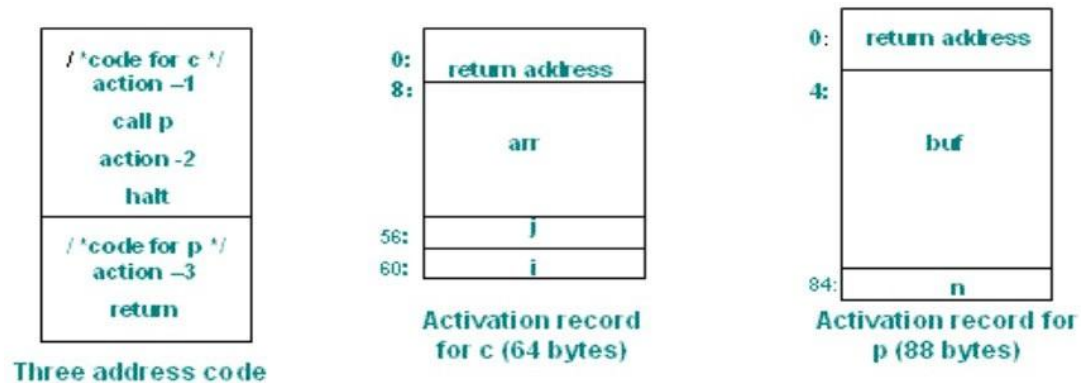 / *code for c */
action –1
call p
action -2
halt
/ *code for p */
action –3
return
Three address code
0:
return address
8:
arr
56:
j
60:
i
Activation record
for c (64 bytes)
0:
return address
4:
buf
84:
n
Activation record for
p (88 bytes)